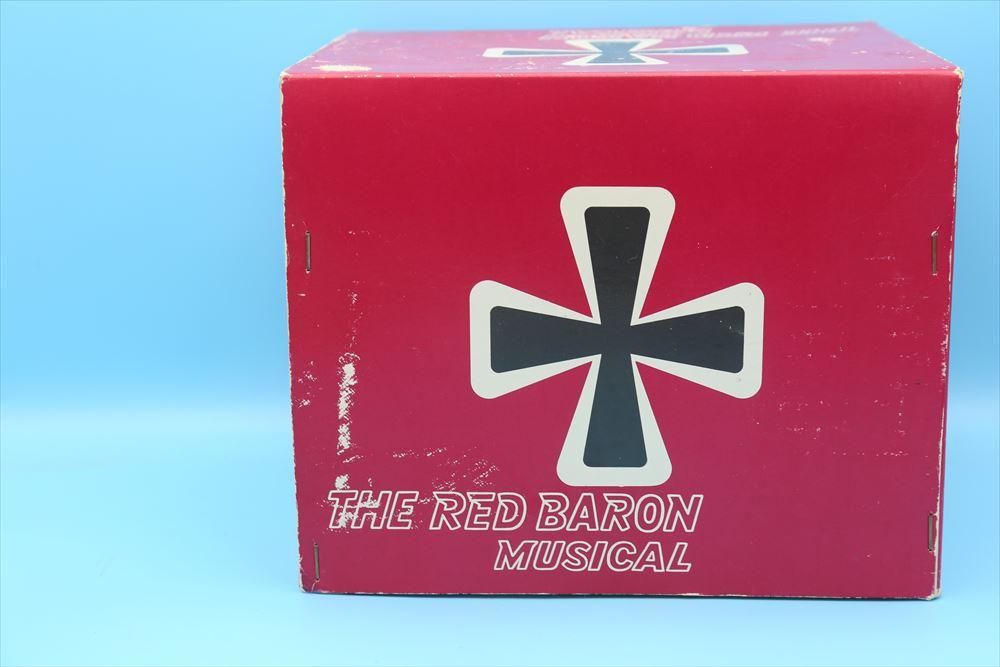 THE RED BARON
MUSICAL